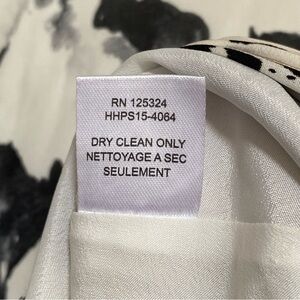 RN 125324
HHPS15-4064
DRY CLEAN ONLY
NETTOYAGE A SEC
SEULEMENT